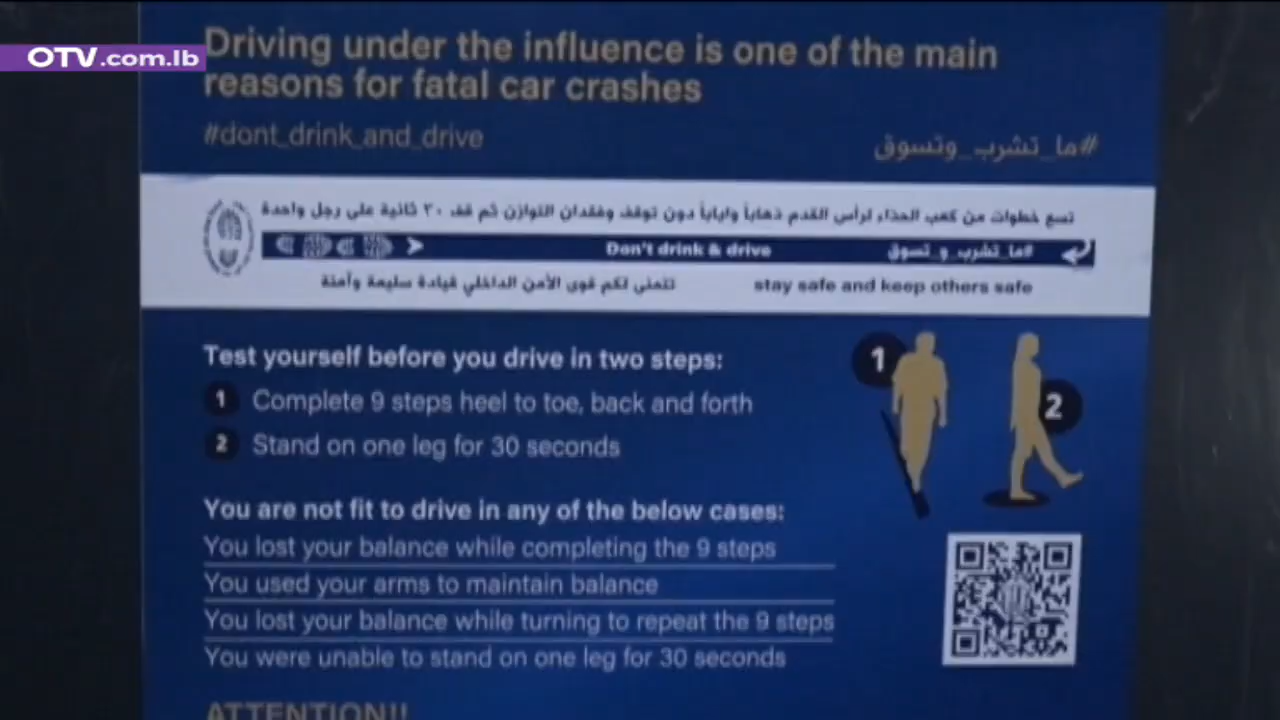 OTV.com.lb
Driving under the influence is one of the main
reasons for fatal car crashes
#dont_drink_and_drive
#ما_تشرب_وتسوق
تسع خطوات من كعب الحذاء لرأس القدم ذهاباً واياباً دون توقف وفقدان التوازن ثم قف ٣٠ ثانية على رجل واحدة
Don't drink & drive
#ما_تشرب_و_تسوق
تتمنى لكم قوى الأمن الداخلي قيادة سليمة وآمنة
stay safe and keep others safe
Test yourself before you drive in two steps:
1 Complete 9 steps heel to toe, back and forth
2 Stand on one leg for 30 seconds
1
2
You are not fit to drive in any of the below cases:
You lost your balance while completing the 9 steps
You used your arms to maintain balance
You lost your balance while turning to repeat the 9 steps
You were unable to stand on one leg for 30 seconds
ATTENTION!!